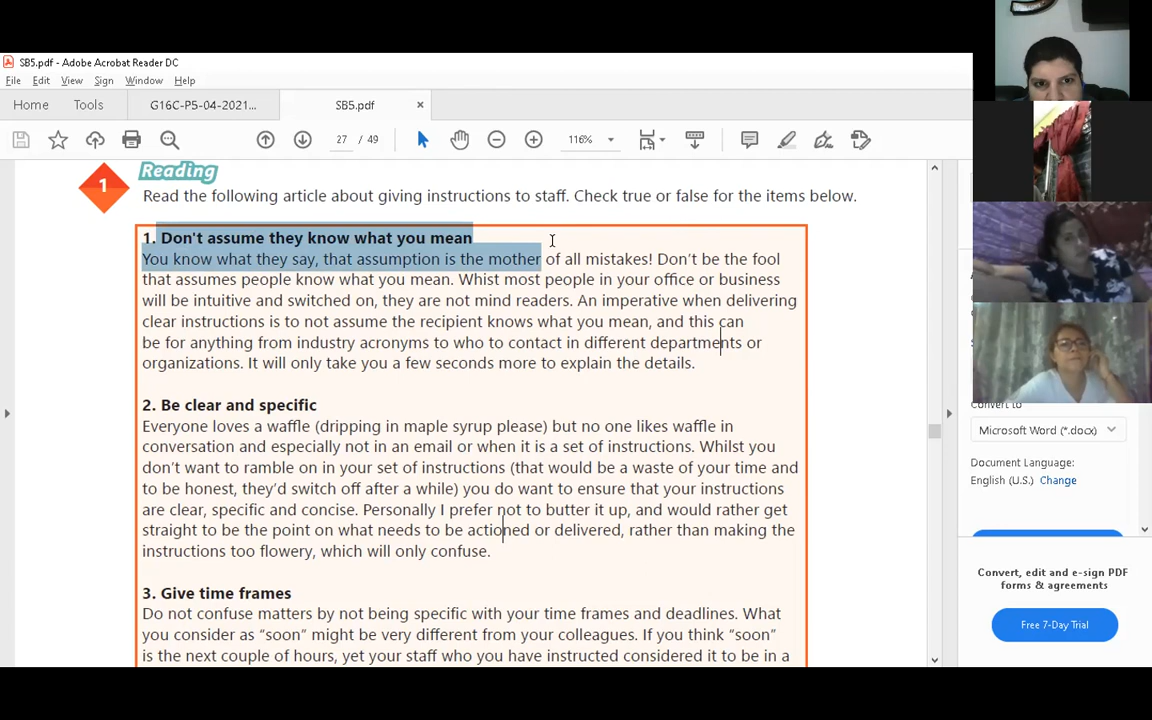 SB5.pdf - Adobe Acrobat Reader DC
File Edit View Sign Window Help
Home Tools G16C-P5-04-2021... SB5.pdf ×
27 / 49 116%
Reading
1 Read the following article about giving instructions to staff. Check true or false for the items below.
1. Don't assume they know what you mean
You know what they say, that assumption is the mother of all mistakes! Don't be the fool
that assumes people know what you mean. Whist most people in your office or business
will be intuitive and switched on, they are not mind readers. An imperative when delivering
clear instructions is to not assume the recipient knows what you mean, and this can
be for anything from industry acronyms to who to contact in different departments or
organizations. It will only take you a few seconds more to explain the details.
2. Be clear and specific
Everyone loves a waffle (dripping in maple syrup please) but no one likes waffle in
conversation and especially not in an email or when it is a set of instructions. Whilst you
don't want to ramble on in your set of instructions (that would be a waste of your time and
to be honest, they'd switch off after a while) you do want to ensure that your instructions
are clear, specific and concise. Personally I prefer not to butter it up, and would rather get
straight to be the point on what needs to be actioned or delivered, rather than making the
instructions too flowery, which will only confuse.
3. Give time frames
Do not confuse matters by not being specific with your time frames and deadlines. What
you consider as “soon” might be very different from your colleagues. If you think “soon”
is the next couple of hours, yet your staff who you have instructed considered it to be in a
Convert to
Microsoft Word (*.docx)
Document Language:
English (U.S.) Change
Convert, edit and e-sign PDF
forms & agreements
Free 7-Day Trial